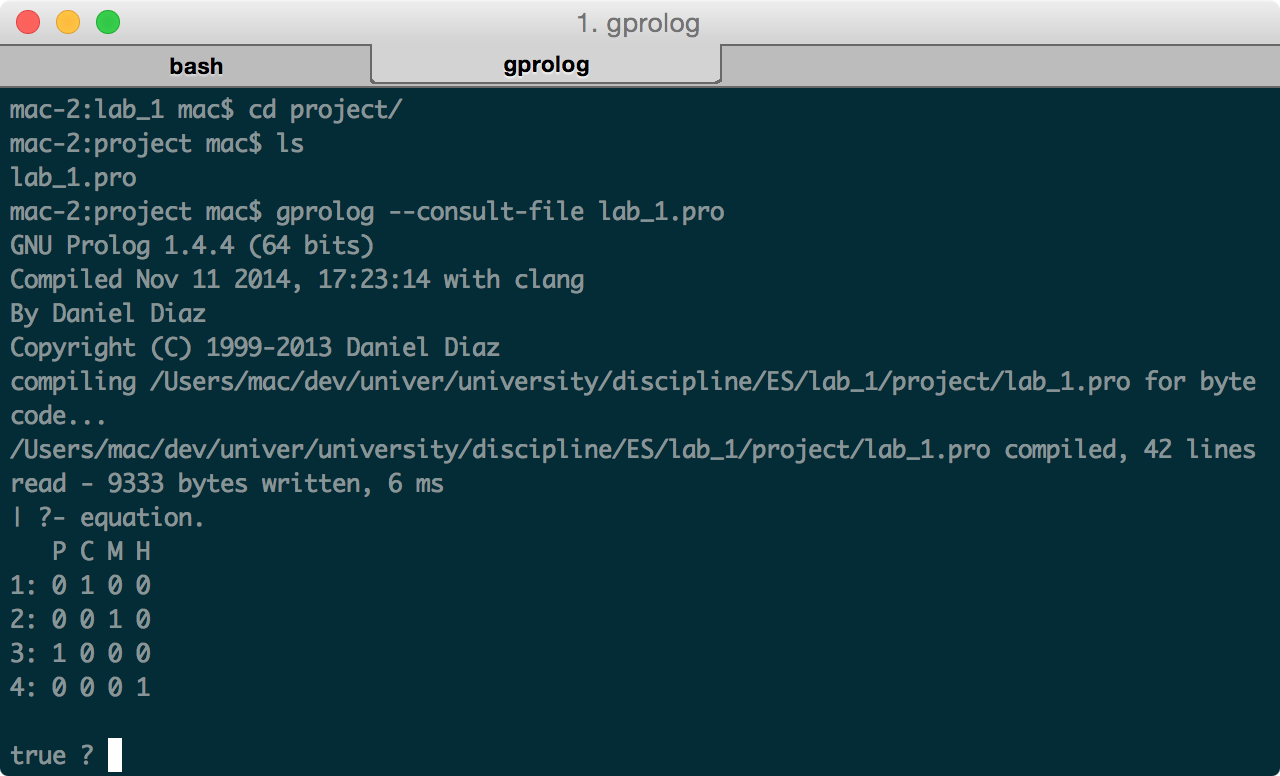 1. gprolog
bash gprolog
mac-2:lab_1 mac$ cd project/
mac-2:project mac$ ls
lab_1.pro
mac-2:project mac$ gprolog --consult-file lab_1.pro
GNU Prolog 1.4.4 (64 bits)
Compiled Nov 11 2014, 17:23:14 with clang
By Daniel Diaz
Copyright (C) 1999-2013 Daniel Diaz
compiling /Users/mac/dev/univer/university/discipline/ES/lab_1/project/lab_1.pro for byte
code...
/Users/mac/dev/univer/university/discipline/ES/lab_1/project/lab_1.pro compiled, 42 lines
read - 9333 bytes written, 6 ms
| ?- equation.
   P C M H
1: 0 1 0 0
2: 0 0 1 0
3: 1 0 0 0
4: 0 0 0 1
true ?